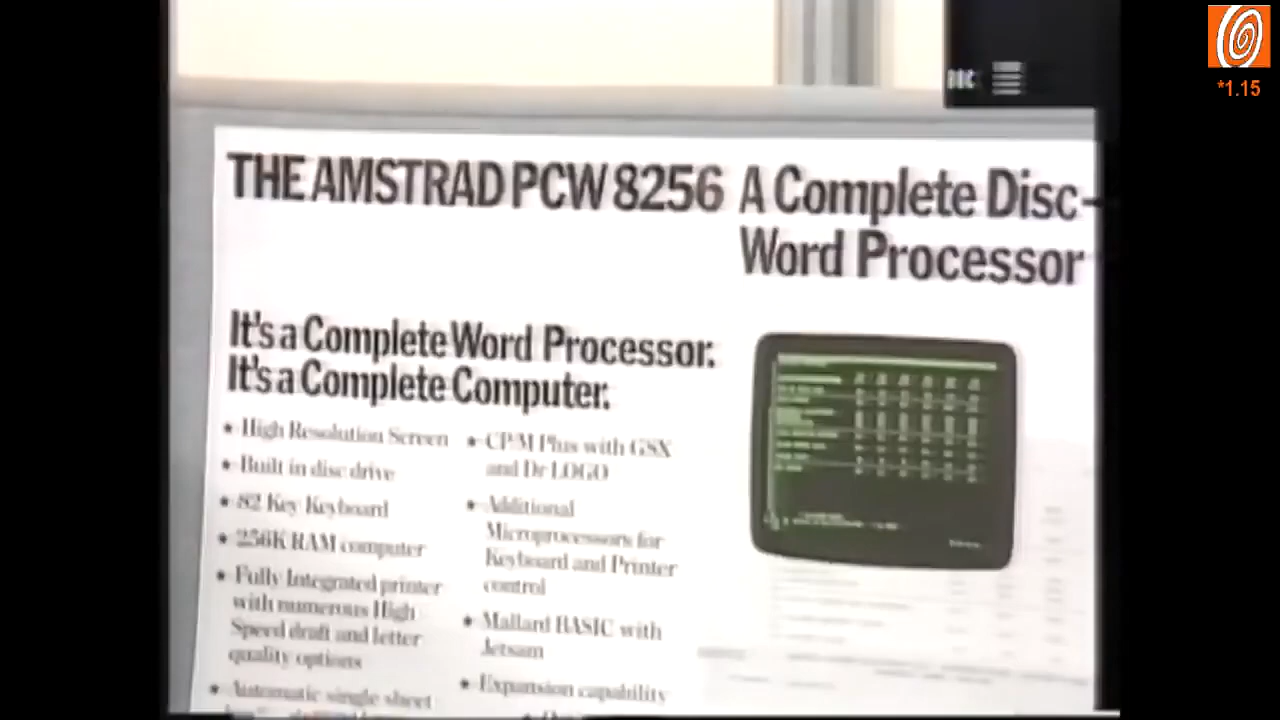 *1.15
THE AMSTRAD PCW 8256
A Complete Disc-
Word Processor
It's a Complete Word Processor.
It's a Complete Computer.
★ High Resolution Screen
★ Built in disc drive
★ 82 Key Keyboard
★ 256K RAM computer
★ Fully Integrated printer
with numerous High
Speed draft and letter
quality options
★ Automatic single sheet
★ CP/M Plus with GSX
and Dr LOGO
★ Additional
Microprocessors for
Keyboard and Printer
control
★ Mallard BASIC with
Jetsam
★ Expansion capability